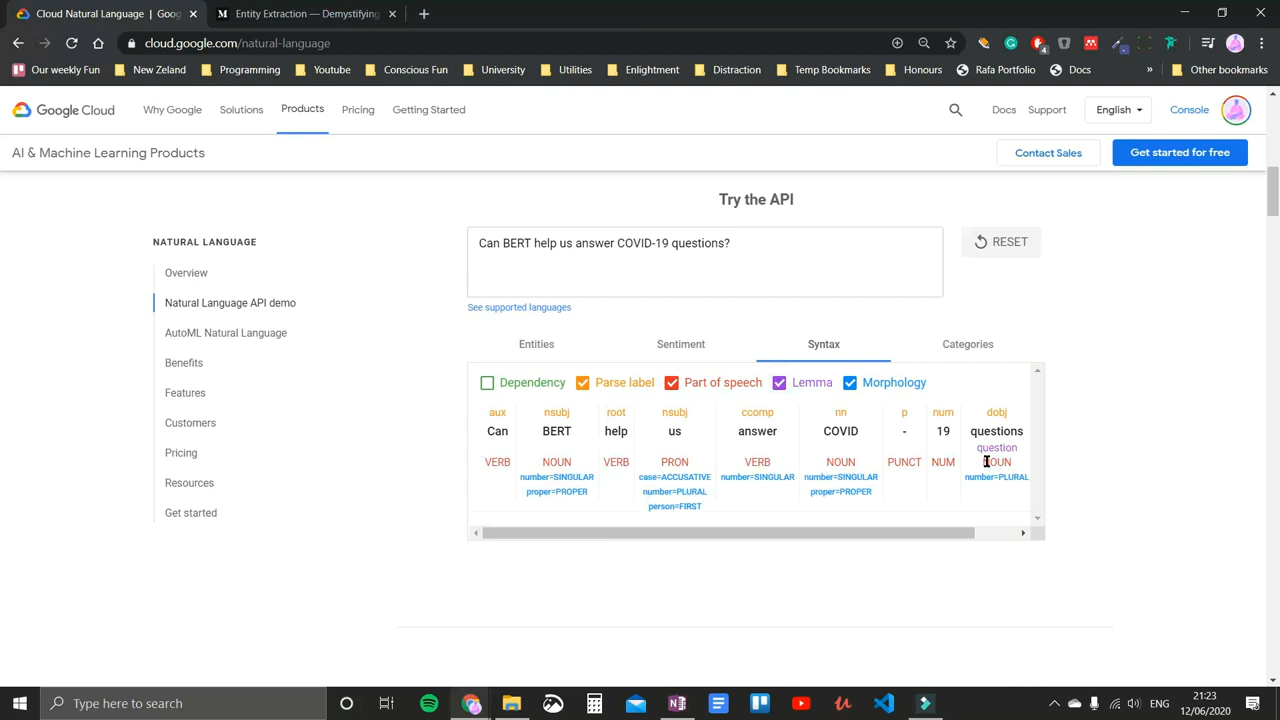 Cloud Natural Language | Goo
Entity Extraction — Demystifying
cloud.google.com/natural-language
4
Our weekly Fun New Zeland Programming Youtube Conscious Fun University Utilities Enlightment Distraction Temp Bookmarks Honours Rafaplot Docs » Other bookmarks
Google Cloud Why Google Solutions Products Pricing Getting Started Docs Support English Console
AI & Machine Learning Products Contact Sales Get started for free
Try the API
NATURAL LANGUAGE
Overview
Natural Language API demo
AutoML Natural Language
Benefits
Features
Customers
Pricing
Resources
Get started
Can BERT help us answer COVID-19 questions?
RESET
See supported languages
Entities Sentiment Syntax Categories
Dependency Parse label Part of speech Lemma Morphology
aux nsubj root nsubj ccomp nn p num dobj
Can BERT help us answer COVID - 19 questions
question
VERB NOUN VERB PRON VERB NOUN PUNCT NUM NOUN
number=SINGULAR case=ACCUSATIVE number=SINGULAR number=SINGULAR number=PLURAL
proper=PROPER number=PLURAL proper=PROPER
person=FIRST
Type here to search
ENG
21:23
12/06/2020